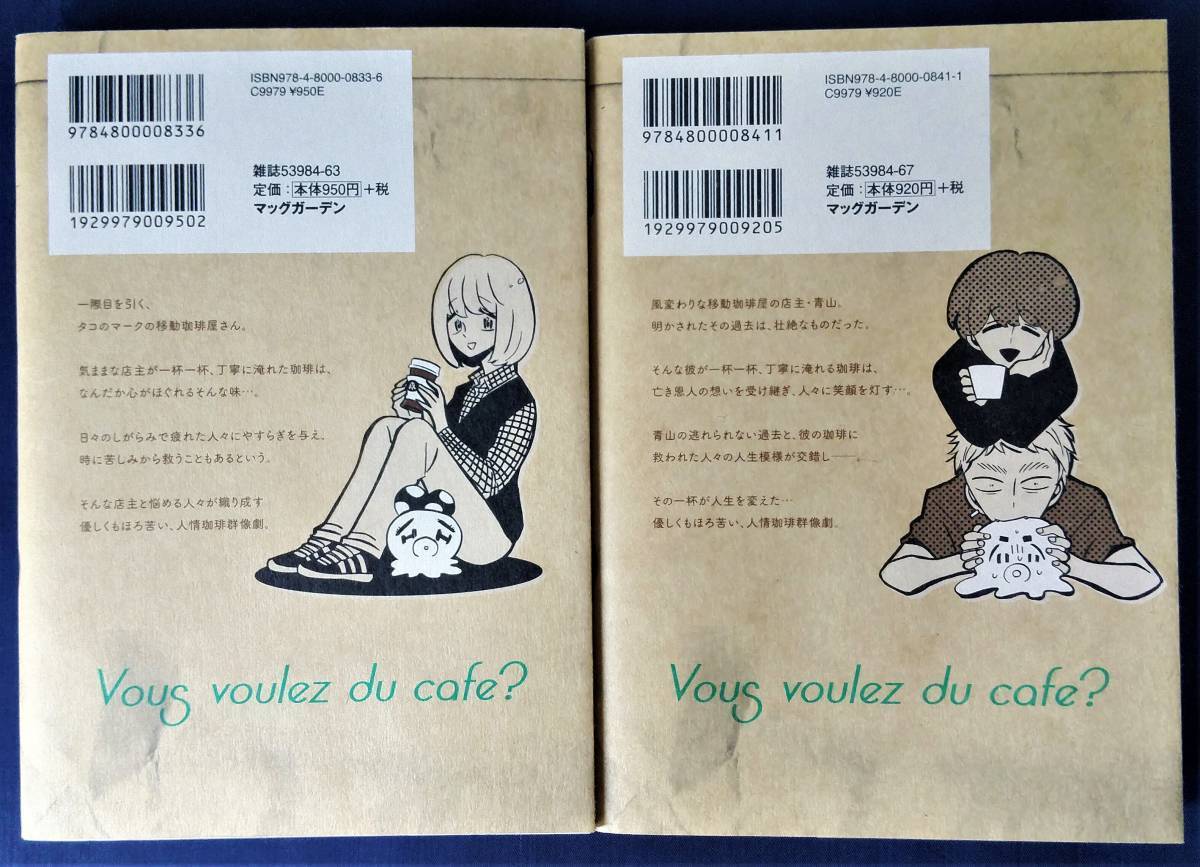 ISBN978-4-8000-0833-6
C9979 ¥950E
9784800008336
雑誌53984-63
定価：本体950円＋税
マッグガーデン
1929979009502
一際目を引く、
タコのマークの移動珈琲屋さん。
気ままな店主が一杯一杯、丁寧に淹れた珈琲は、
なんだか心がほぐれるそんな味…。
日々のしがらみで疲れた人々にやすらぎを与え、
時に苦しみから救うこともあるという。
そんな店主と悩める人々が織り成す
優しくもほろ苦い、人情珈琲群像劇。
Vous voulez du cafe?
ISBN978-4-8000-0841-1
C9979 ¥920E
9784800008411
雑誌53984-67
定価：本体920円＋税
マッグガーデン
1929979009205
風変わりな移動珈琲屋の店主・青山。
明かされたその過去は、壮絶なものだった。
そんな彼が一杯一杯、丁寧に淹れる珈琲は、
亡き恩人の想いを受け継ぎ、人々に笑顔を灯す…。
青山の逃れられない過去と、彼の珈琲に
救われた人々の人生模様が交錯し――。
その一杯が人生を変えた…
優しくもほろ苦い、人情珈琲群像劇。
Vous voulez du cafe?